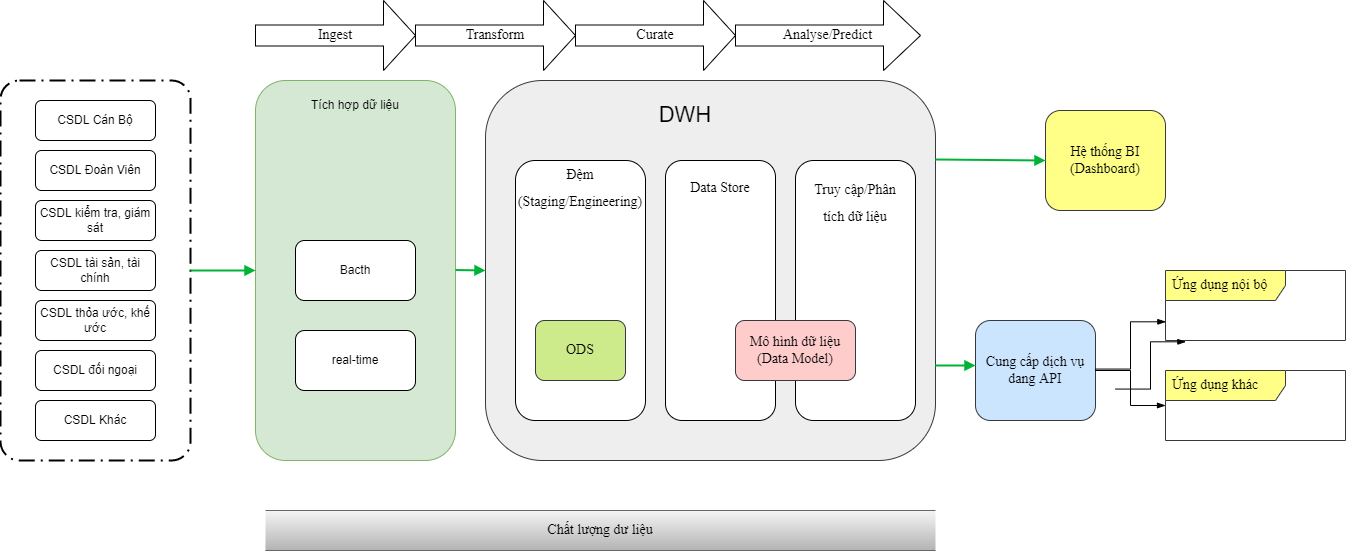 Ingest
Transform
Curate
Analyse/Predict
CSDL Cán Bộ
CSDL Đoàn Viên
CSDL kiểm tra, giám
sát
CSDL tài sản, tài
chính
CSDL thỏa ước, khế
ước
CSDL đối ngoại
CSDL Khác
Tích hợp dữ liệu
Bacth
real-time
DWH
Đệm
(Staging/Engineering)
ODS
Data Store
Truy cập/Phân
tích dữ liệu
Mô hình dữ liệu
(Data Model)
Hệ thống BI
(Dashboard)
Cung cấp dịch vụ
dang API
Ứng dụng nội bộ
Ứng dụng khác
Chất lượng dư liệu